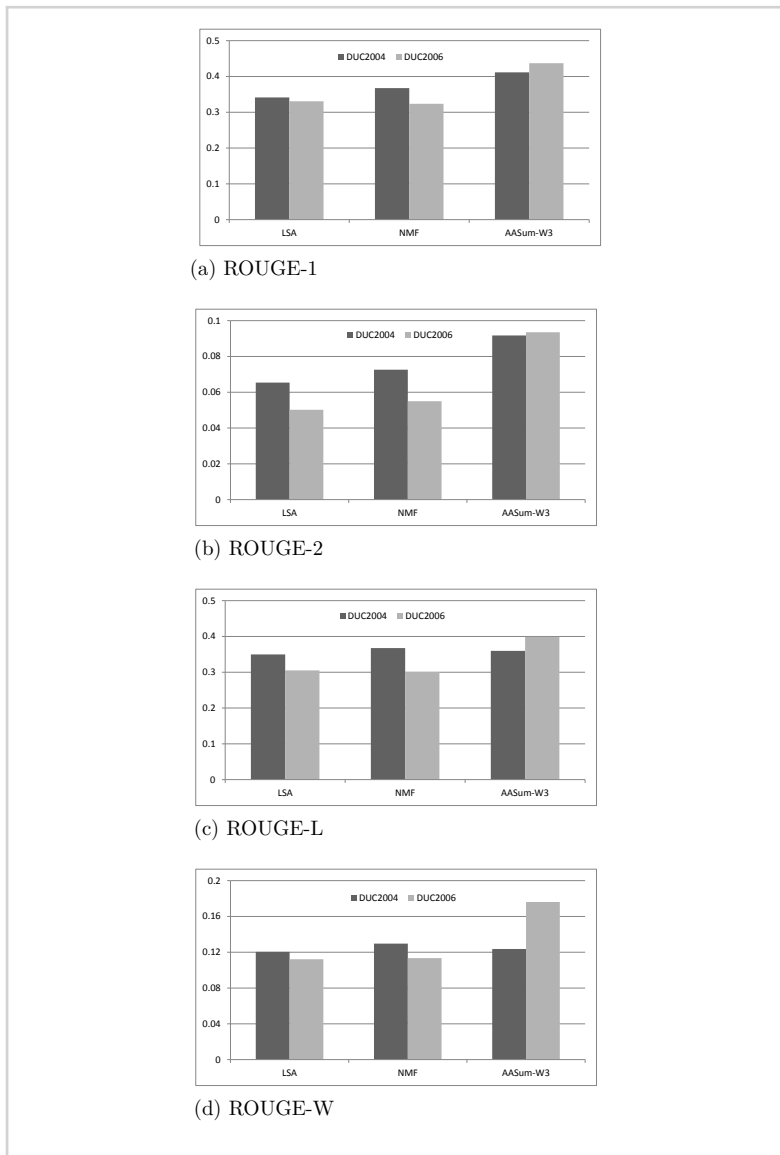 0.5
DUC2004 DUC2006
0.4
0.3
0.2
0.1
0
LSA NMF AASum-W3
(a) ROUGE-1
0.1
DUC2004 DUC2006
0.08
0.06
0.04
0.02
0
LSA NMF AASum-W3
(b) ROUGE-2
0.5
DUC2004 DUC2006
0.4
0.3
0.2
0.1
0
LSA NMF AASum-W3
(c) ROUGE-L
0.2
DUC2004 DUC2006
0.16
0.12
0.08
0.04
0
LSA NMF AASum-W3
(d) ROUGE-W